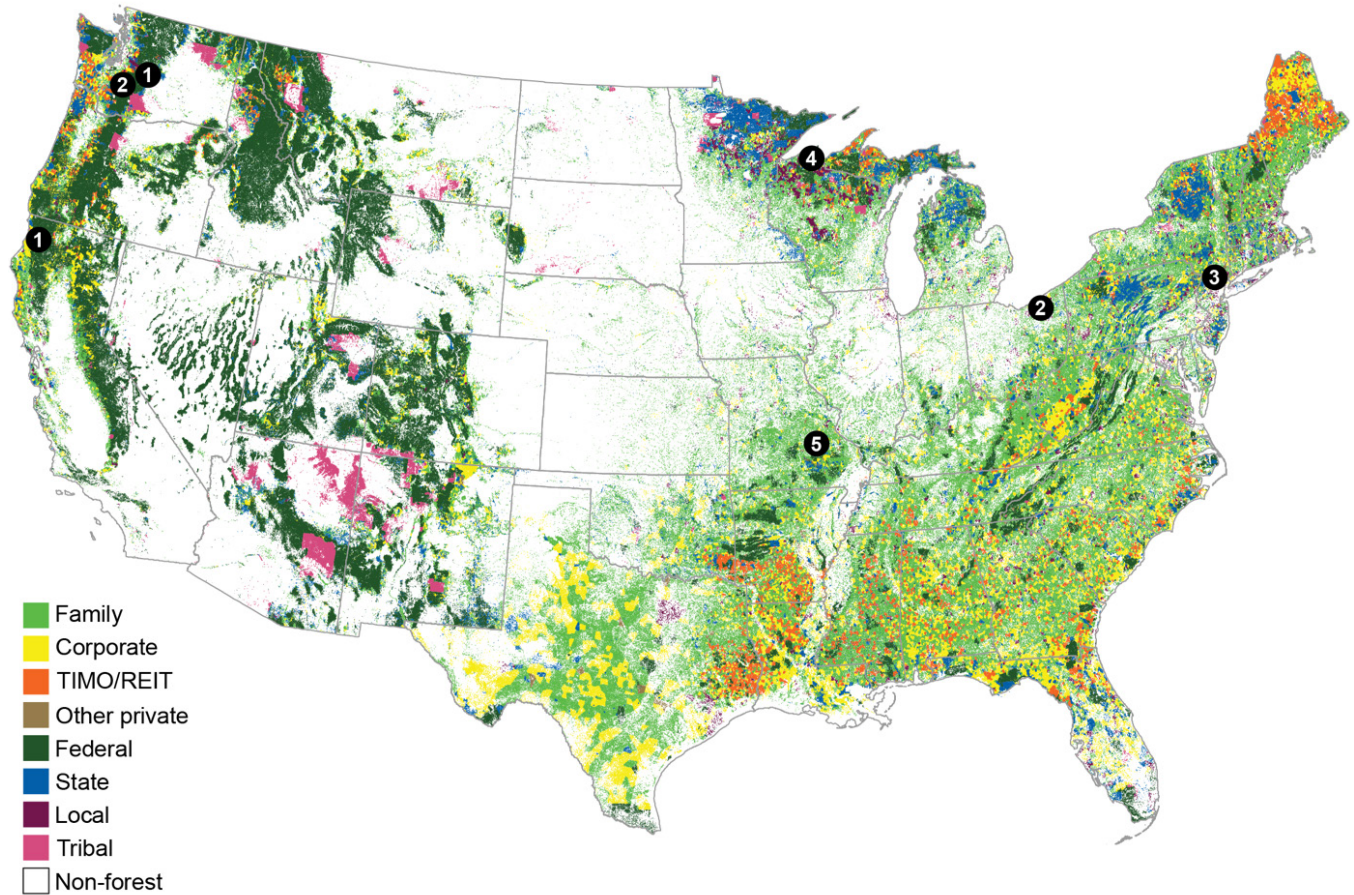 1
2
4
1
3
2
5
Family
Corporate
TIMO/REIT
Other private
Federal
State
Local
Tribal
Non-forest